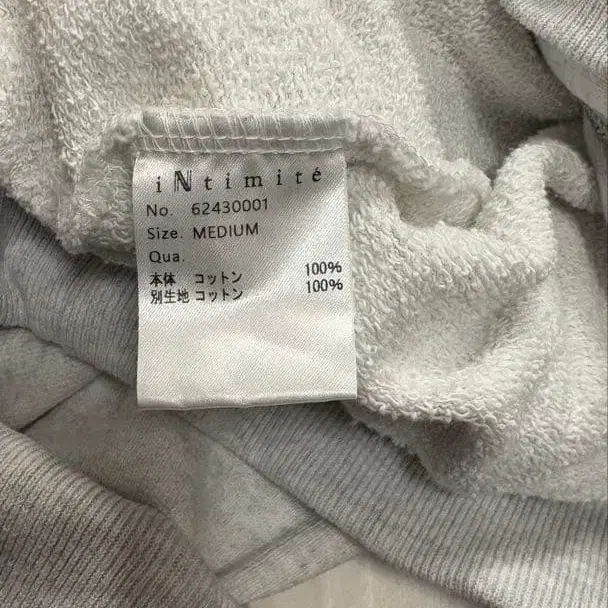 iNtimité
No. 62430001
Size. MEDIUM
Qua.
本体 コットン 100%
別生地 コットン 100%